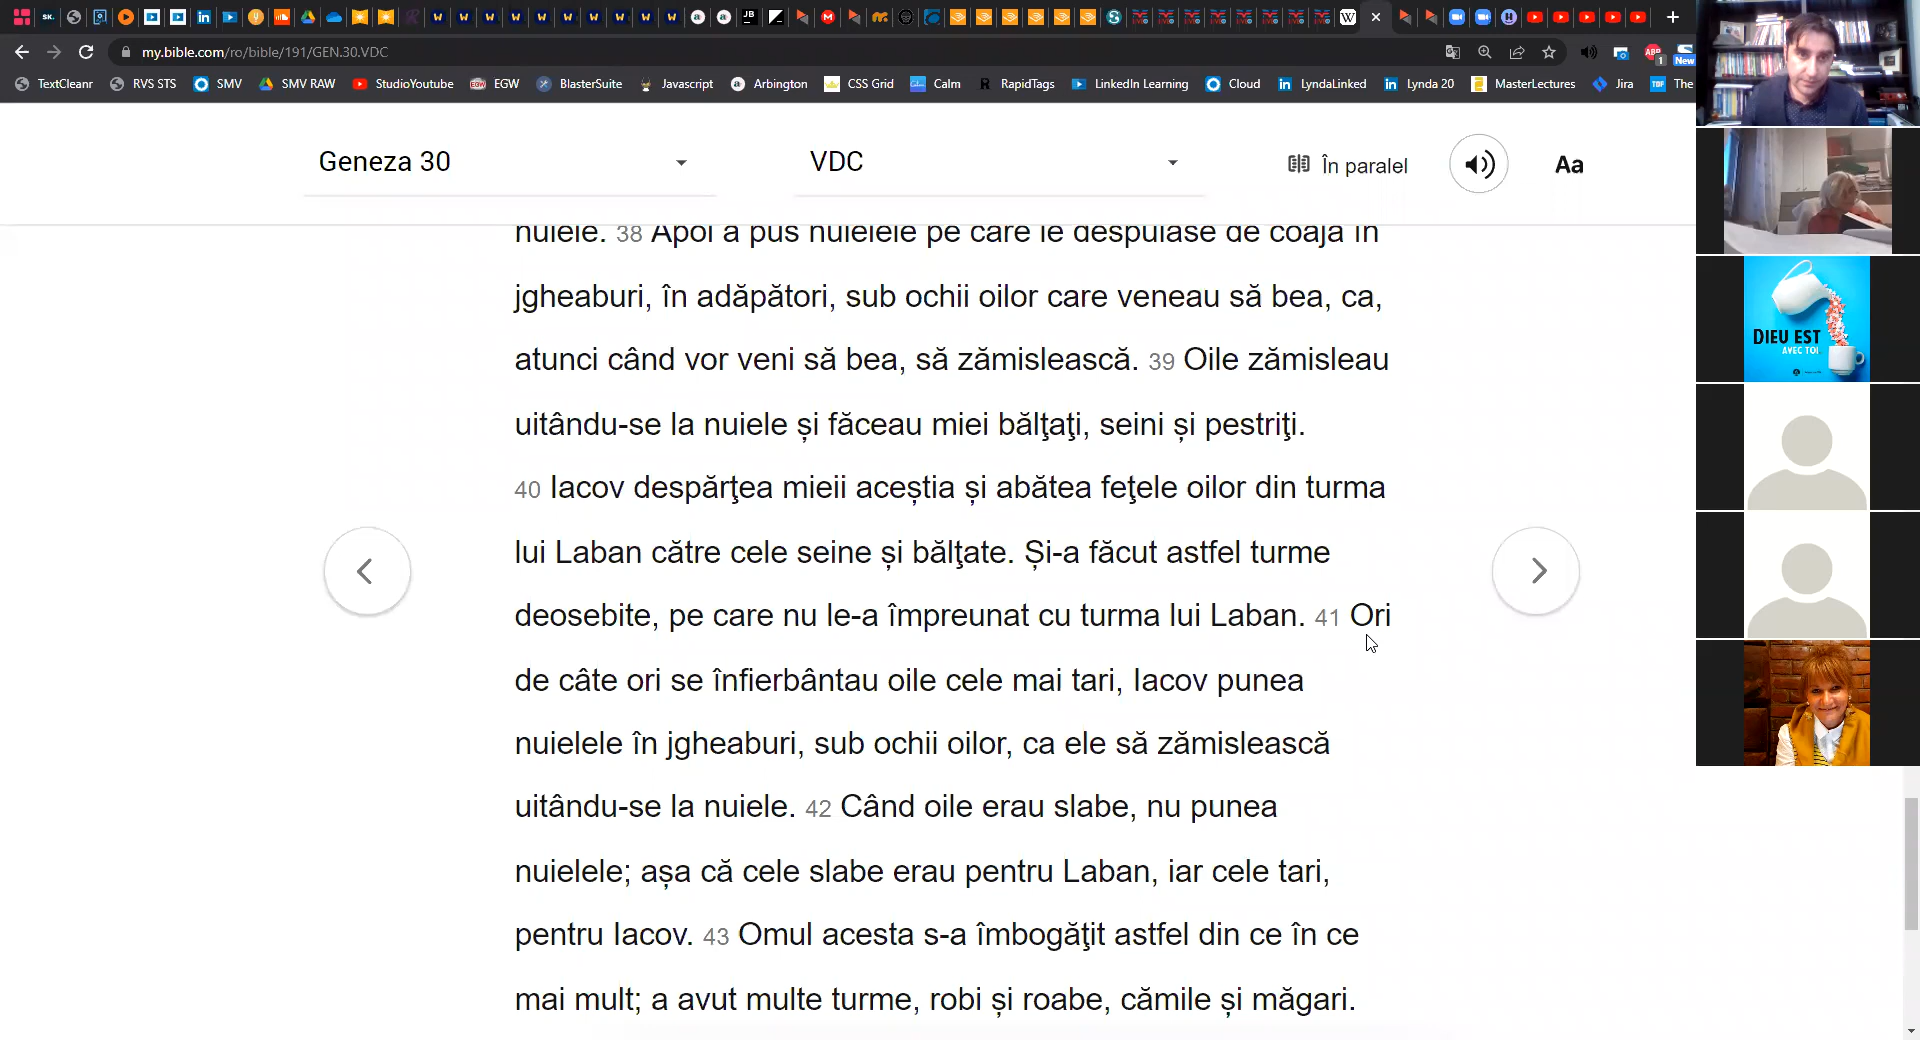 SK.
JB
my.bible.com/ro/bible/191/GEN.30.VDC
ABP
1
New
TextCleanr RVS STS SMV SMV RAW StudioYoutube EGW EGW BlasterSuite Javascript Arbington CSS Grid Calm RapidTags LinkedIn Learning Cloud LyndaLinked Lynda 20 MasterLectures Jira TBP The
Geneza 30 VDC În paralel Aa
nuiele. 38 Apoi a pus nuielele pe care le despuiase de coajă în
jgheaburi, în adăpători, sub ochii oilor care veneau să bea, ca,
atunci când vor veni să bea, să zămislească. 39 Oile zămisleau
uitându-se la nuiele și făceau miei bălţaţi, seini și pestriţi.
40 Iacov despărţea mieii aceștia și abătea feţele oilor din turma
lui Laban către cele seine și bălţate. Și-a făcut astfel turme
deosebite, pe care nu le-a împreunat cu turma lui Laban. 41 Ori
de câte ori se înfierbântau oile cele mai tari, Iacov punea
nuielele în jgheaburi, sub ochii oilor, ca ele să zămislească
uitându-se la nuiele. 42 Când oile erau slabe, nu punea
nuielele; așa că cele slabe erau pentru Laban, iar cele tari,
pentru Iacov. 43 Omul acesta s-a îmbogăţit astfel din ce în ce
mai mult; a avut multe turme, robi și roabe, cămile și măgari.
DIEU EST
AVEC TOI